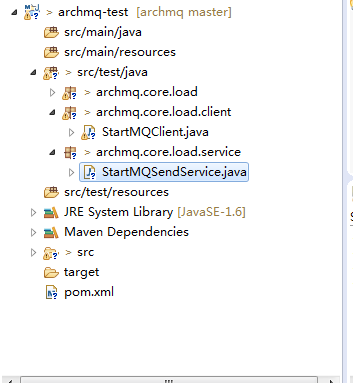 > archmq-test [archmq master]
src/main/java
src/main/resources
> src/test/java
> archmq.core.load
> archmq.core.load.client
StartMQClient.java
> archmq.core.load.service
StartMQSendService.java
src/test/resources
JRE System Library [JavaSE-1.6]
Maven Dependencies
> src
target
pom.xml